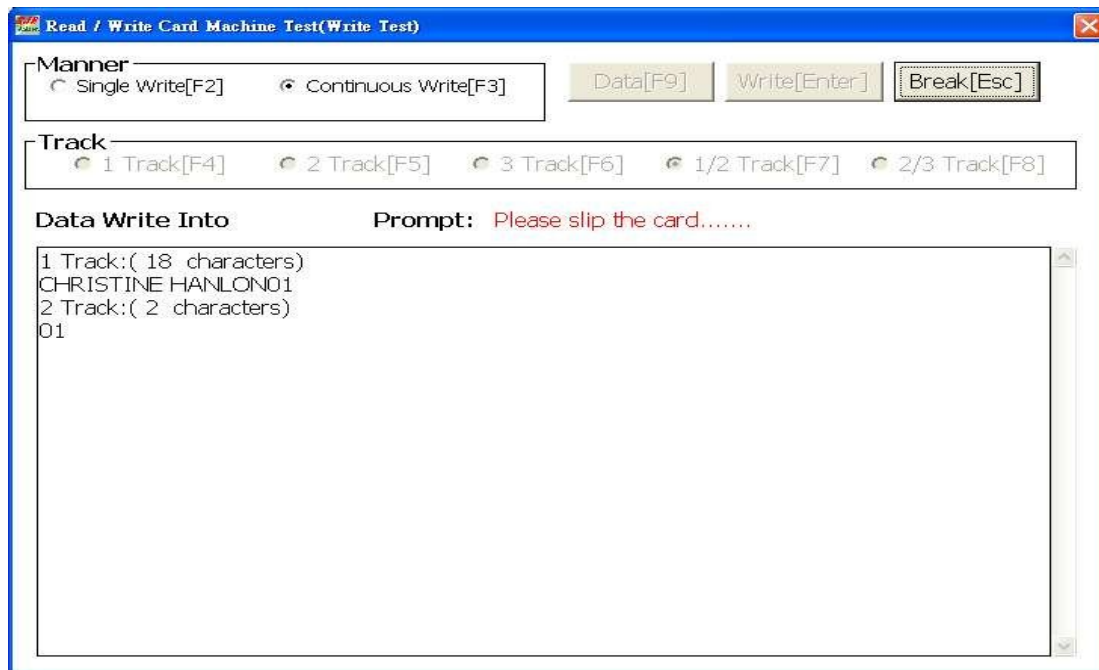 Read / Write Card Machine Test(Write Test)
Manner
Single Write[F2] Continuous Write[F3] Data[F9] Write[Enter] Break[Esc]
Track
1 Track[F4] 2 Track[F5] 3 Track[F6] 1/2 Track[F7] 2/3 Track[F8]
Data Write Into Prompt: Please slip the card.......
1 Track:( 18 characters)
CHRISTINE HANLON01
2 Track:( 2 characters)
01